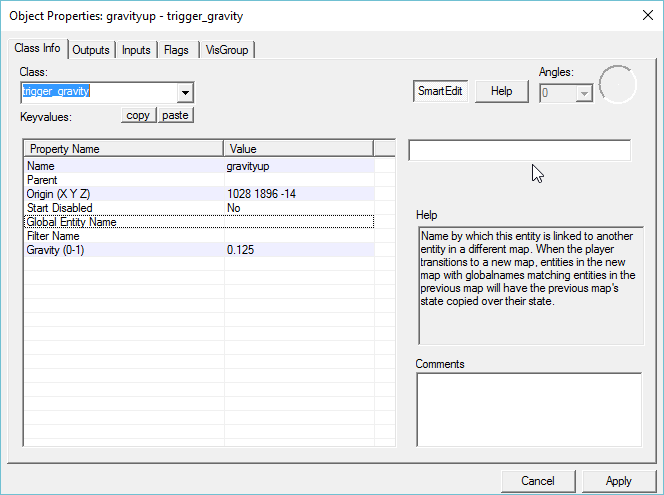 Object Properties: gravityup - trigger_gravity
Class Info Outputs Inputs Flags VisGroup
Class:
trigger_gravity
Keyvalues: copy paste
SmartEdit Help
Angles:
0
Property Name Value
Name gravityup
Parent
Origin (X Y Z) 1028 1896 -14
Start Disabled No
Global Entity Name
Filter Name
Gravity (0-1) 0.125
Help
Name by which this entity is linked to another
entity in a different map. When the player
transitions to a new map, entities in the new
map with globalnames matching entities in the
previous map will have the previous map's
state copied over their state.
Comments
Cancel Apply